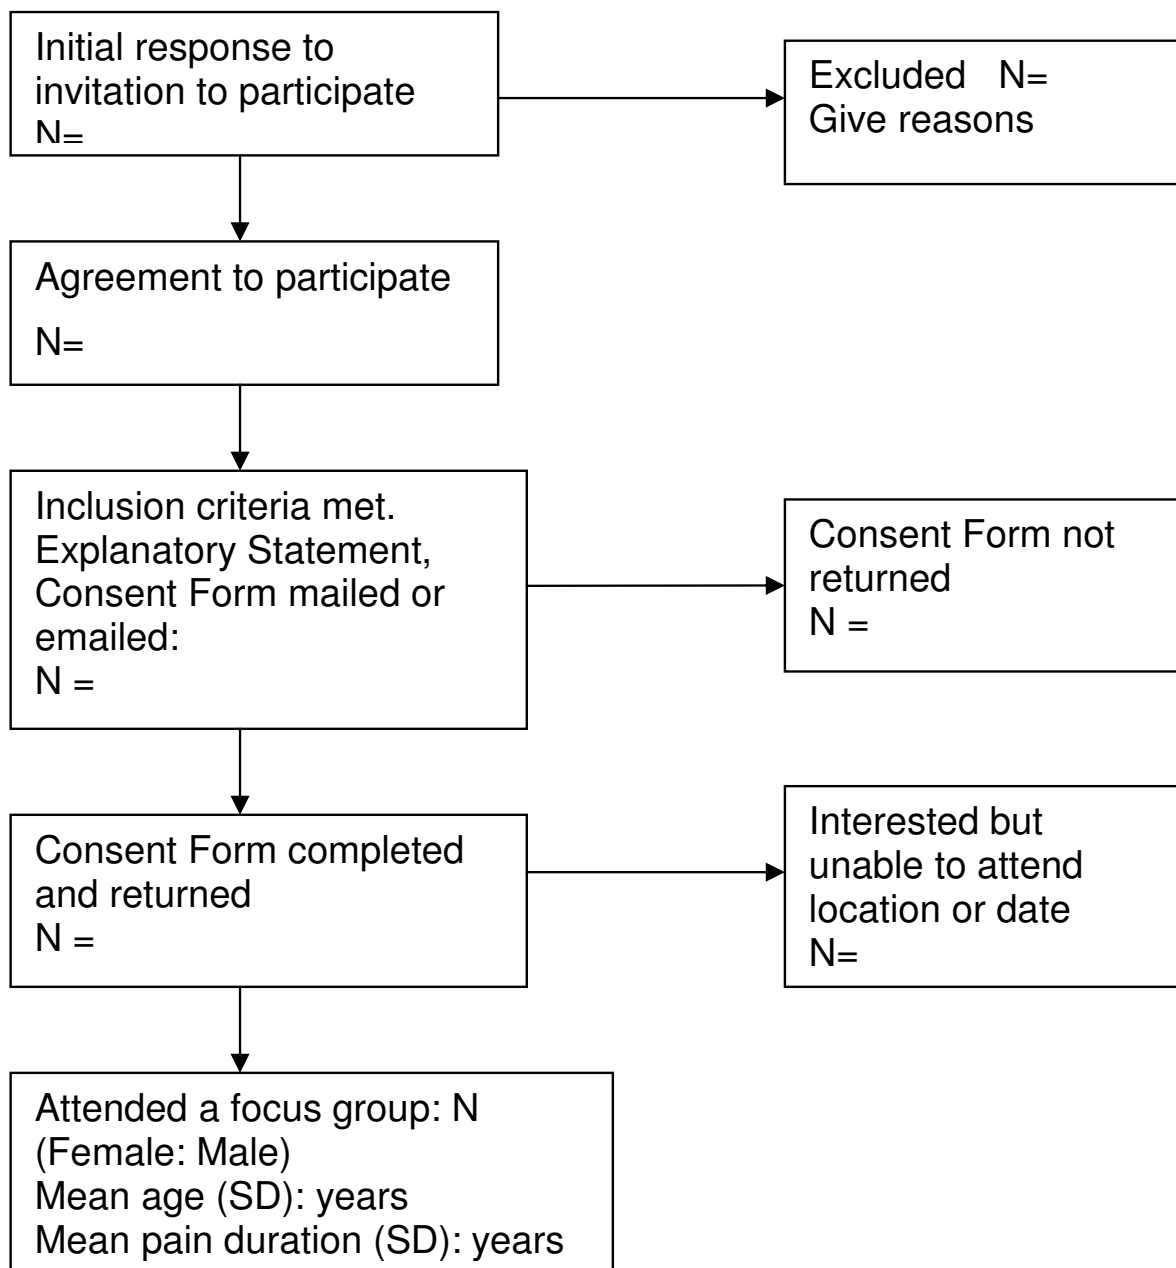 Initial response to
invitation to participate
N=
Excluded   N=
Give reasons
Agreement to participate
N=
Inclusion criteria met.
Explanatory Statement,
Consent Form mailed or
emailed:
N =
Consent Form not
returned
N =
Consent Form completed
and returned
N =
Interested but
unable to attend
location or date
N=
Attended a focus group: N
(Female: Male)
Mean age (SD): years
Mean pain duration (SD): years